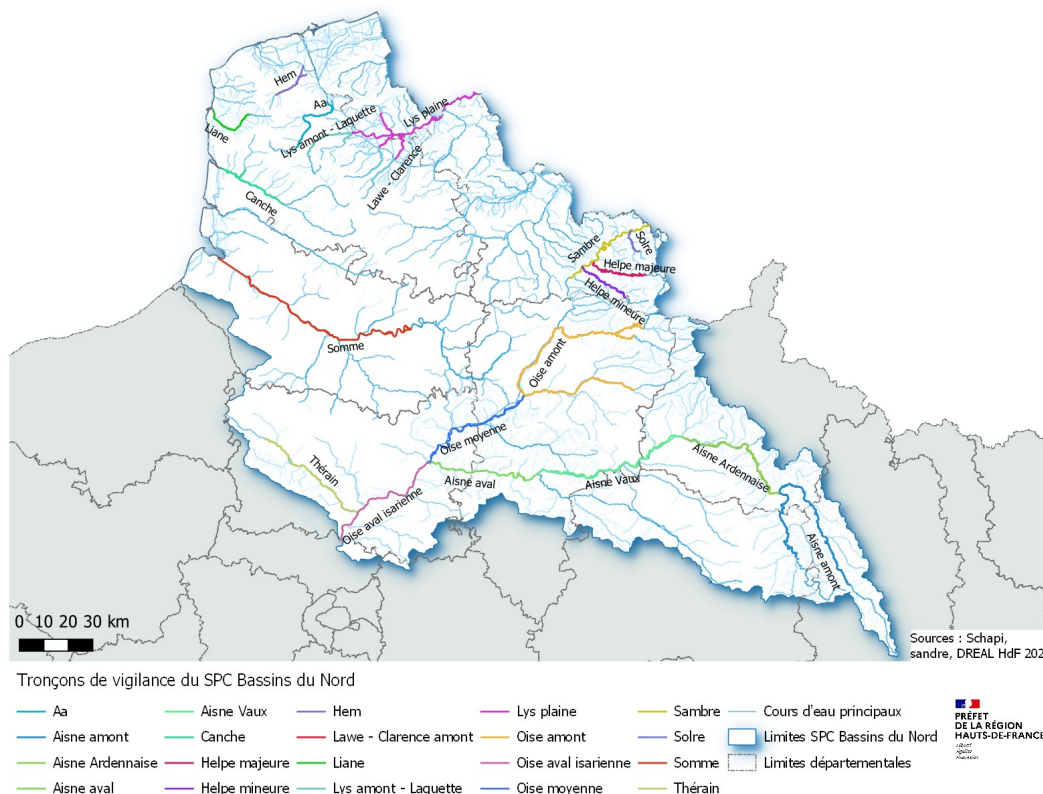 Hem
Aa
Liane
Lys amont - Laquette
Lys plaine
Lawe - Clarence
Canche
Sambre
Solre
Helpe majeure
Helpe mineure
Somme
Oise amont
Oise moyenne
Thérain
Oise aval isarienne
Aisne aval
Aisne Vaux
Aisne Ardennaise
Aisne amont
0 10 20 30 km
Sources : Schapi,
sandre, DREAL HdF 202
Tronçons de vigilance du SPC Bassins du Nord
Aa
Aisne amont
Aisne Ardennaise
Aisne aval
Aisne Vaux
Canche
Helpe majeure
Helpe mineure
Hem
Lawe - Clarence amont
Liane
Lys amont - Laquette
Lys plaine
Oise amont
Oise aval isarienne
Oise moyenne
Sambre
Solre
Somme
Thérain
Cours d'eau principaux
Limites SPC Bassins du Nord
Limites départementales
PRÉFET
DE LA RÉGION
HAUTS-DE-FRANCE